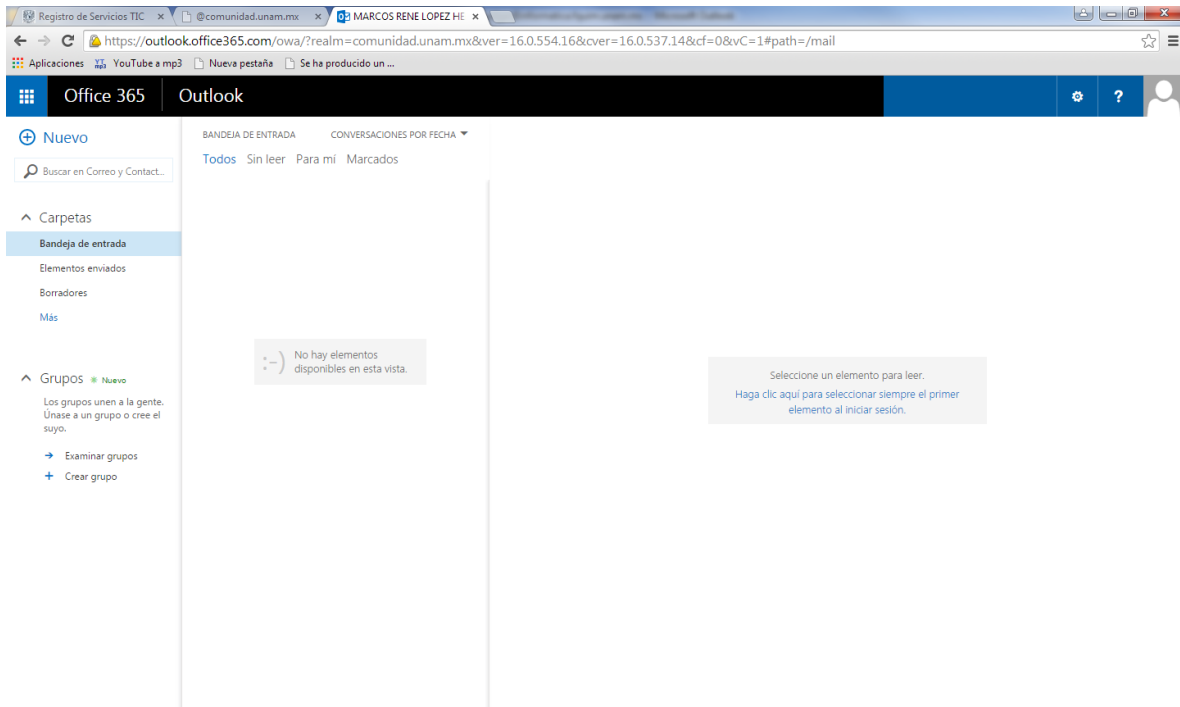 Registro de Servicios TIC
@comunidad.unam.mx
MARCOS RENE LOPEZ HE
https://outlook.office365.com/owa/?realm=comunidad.unam.mx&ver=16.0.554.16&cver=16.0.537.14&cf=0&vC=1#path=/mail
Aplicaciones YouTube a mp3 Nueva pestaña Se ha producido un ...
Office 365 Outlook ?
Nuevo
Buscar en Correo y Contact...
Carpetas
Bandeja de entrada
Elementos enviados
Borradores
Más
Grupos Nuevo
Los grupos unen a la gente.
Únase a un grupo o cree el
suyo.
Examinar grupos
Crear grupo
BANDEJA DE ENTRADA CONVERSACIONES POR FECHA
Todos Sin leer Para mí Marcados
:-) No hay elementos
disponibles en esta vista.
Seleccione un elemento para leer.
Haga clic aquí para seleccionar siempre el primer
elemento al iniciar sesión.